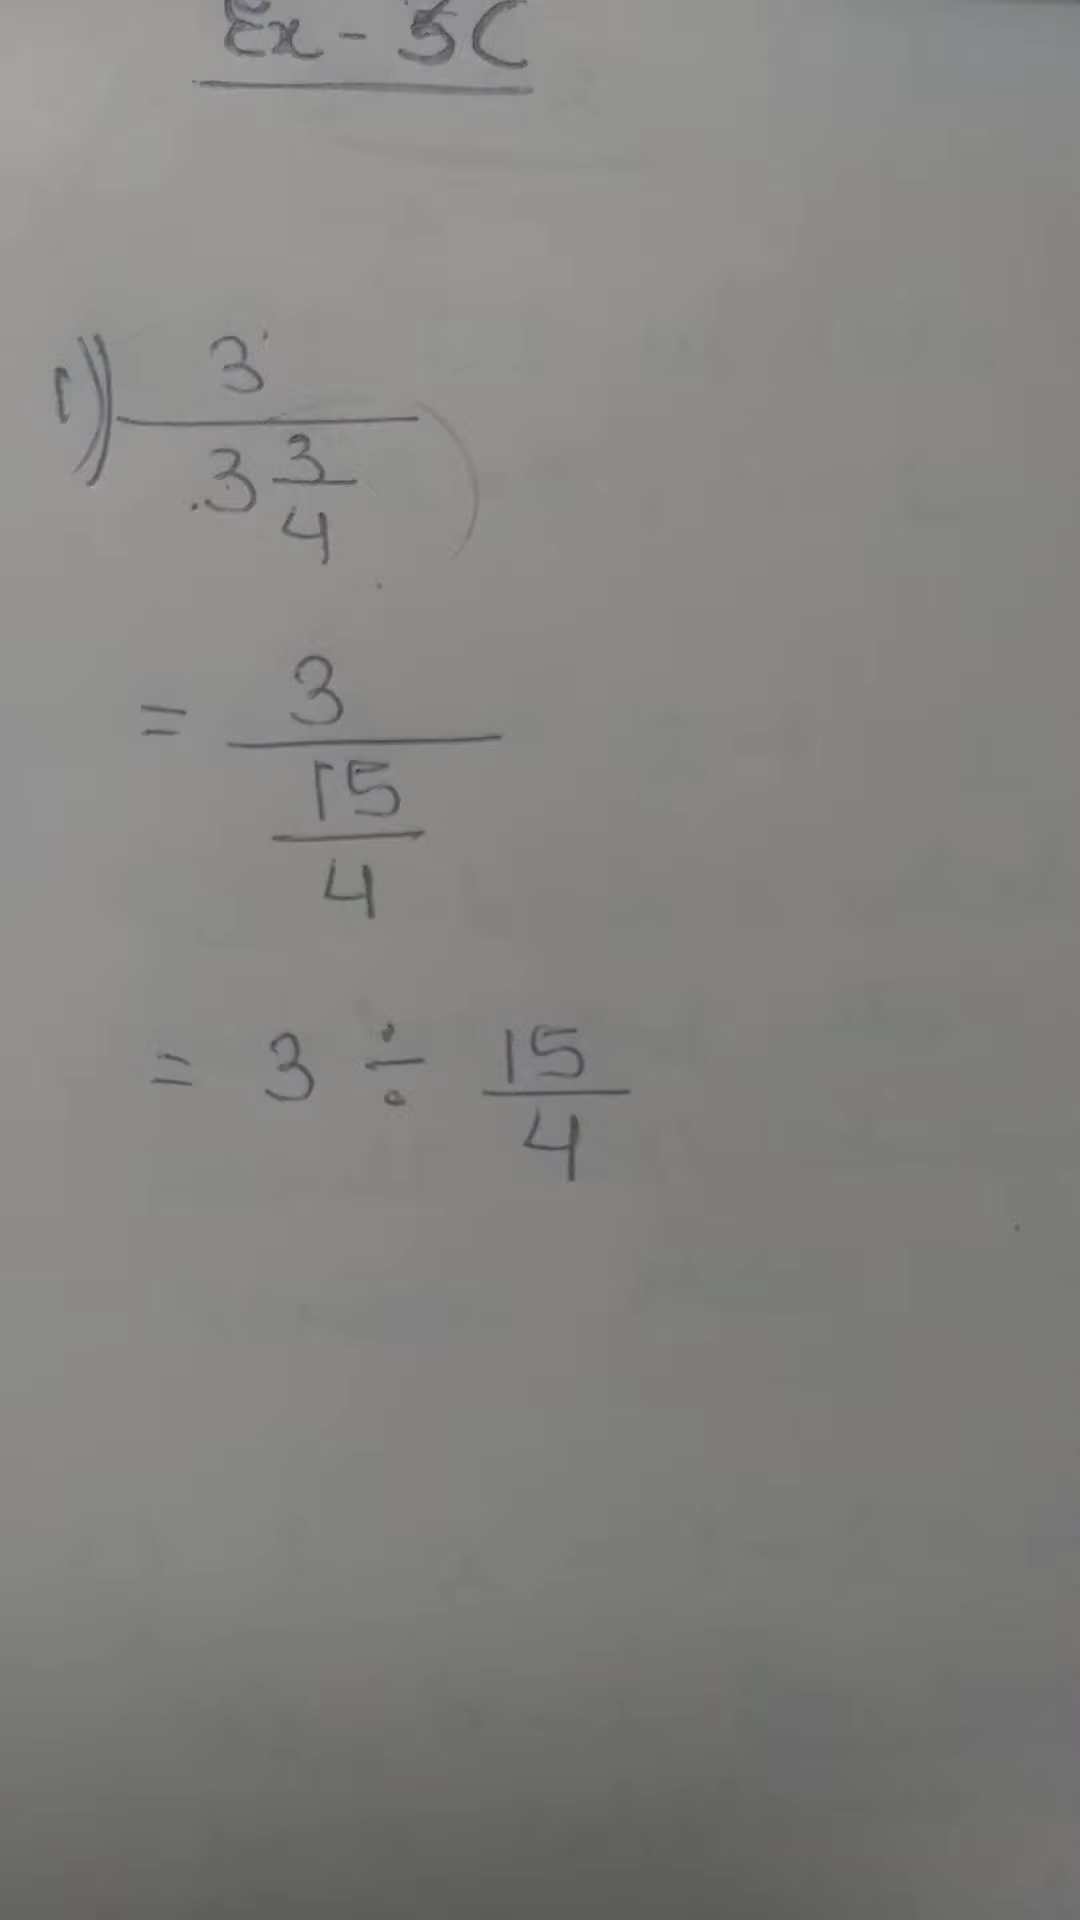 Ex - 5C
1) 3 / 3 3/4
= 3 / 15/4
= 3 ÷ 15/4